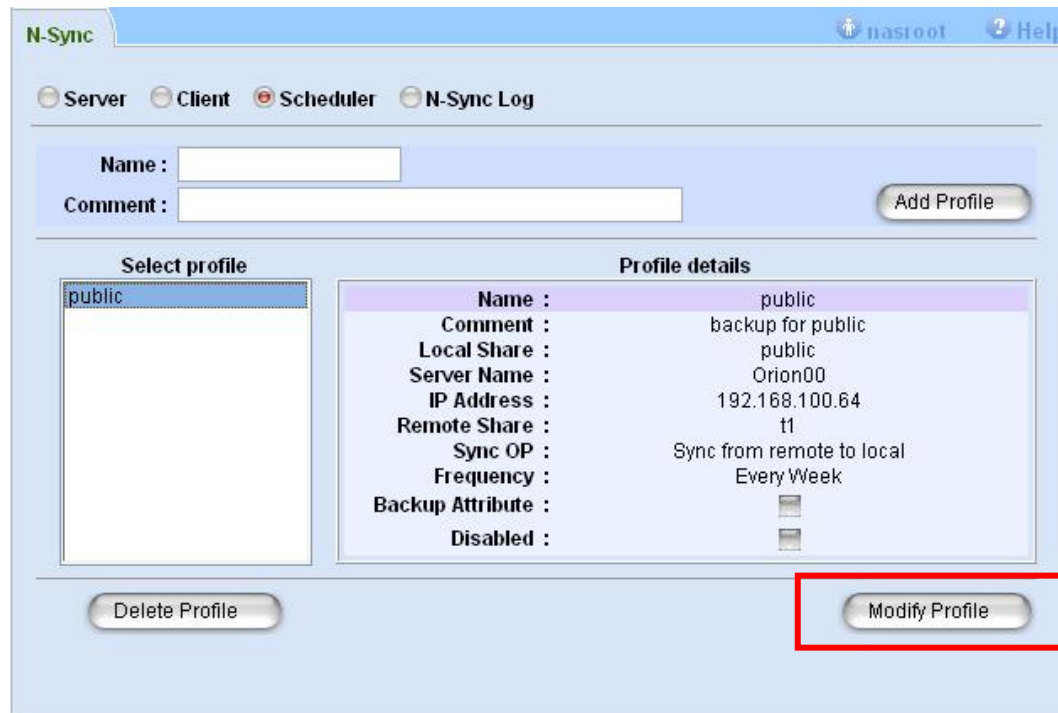 N-Sync nasroot Help
Server Client Scheduler N-Sync Log
Name :
Comment : Add Profile
Select profile Profile details
public Name : public
Comment : backup for public
Local Share : public
Server Name : Orion00
IP Address : 192.168.100.64
Remote Share : t1
Sync OP : Sync from remote to local
Frequency : Every Week
Backup Attribute :
Disabled :
Delete Profile Modify Profile